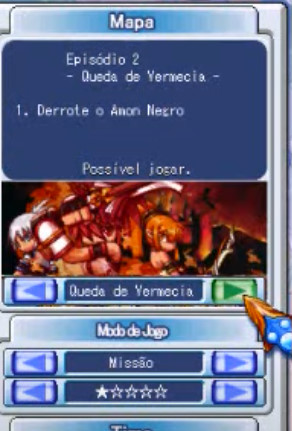 Mapa
Episódio 2
- Queda de Vermecia -
1. Derrote o Amon Negro
Possível jogar.
Queda de Vermecia
Modo de Jogo
Missão
★☆☆☆☆
Time